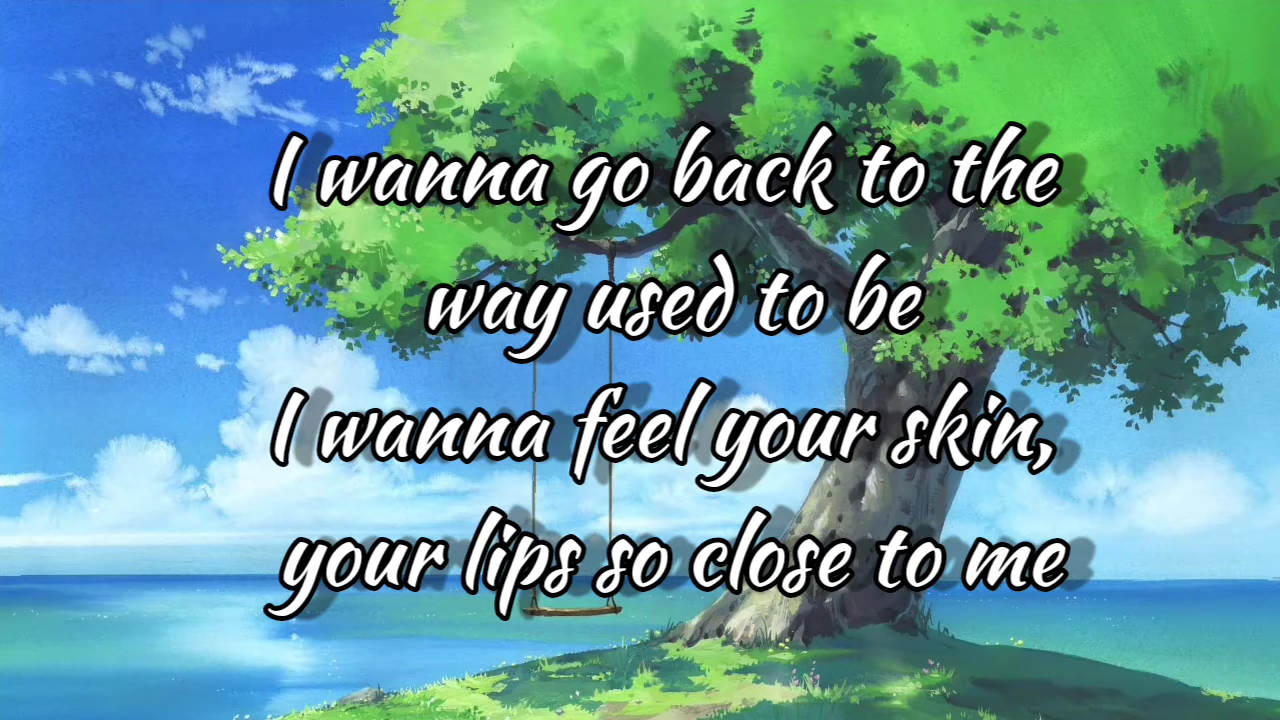 I wanna go back to the
way used to be
I wanna feel your skin,
your lips so close to me